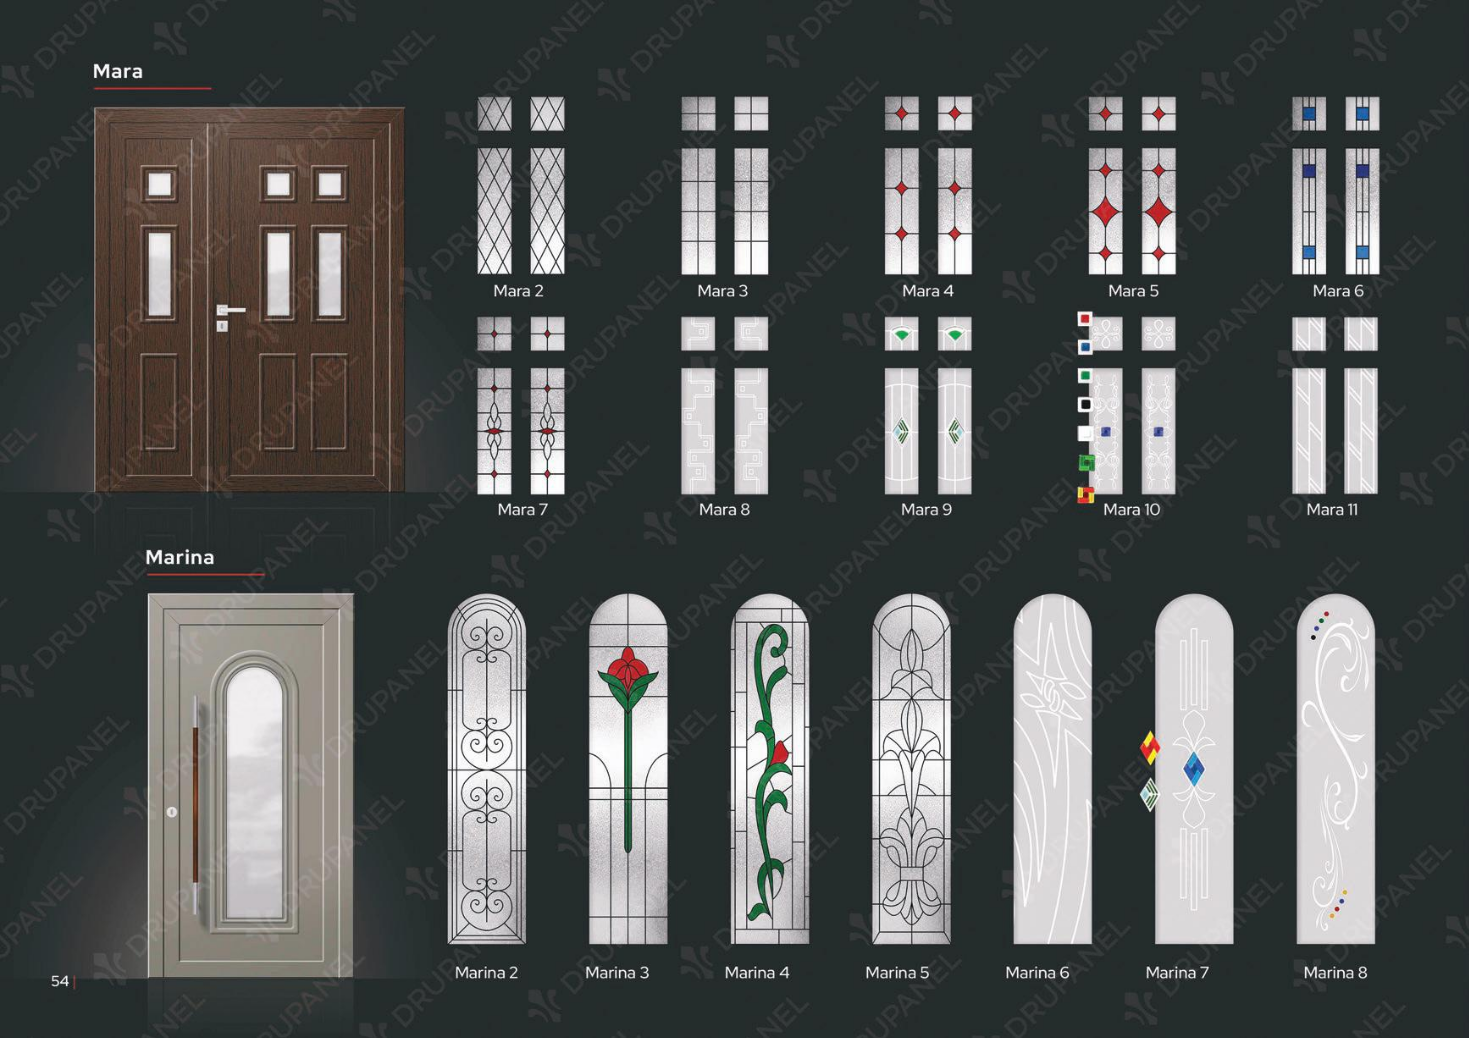 Mara
Mara 2
Mara 3
Mara 4
Mara 5
Mara 6
Mara 7
Mara 8
Mara 9
Mara 10
Mara 11
Marina
Marina 2
Marina 3
Marina 4
Marina 5
Marina 6
Marina 7
Marina 8
54
DRUPANEL